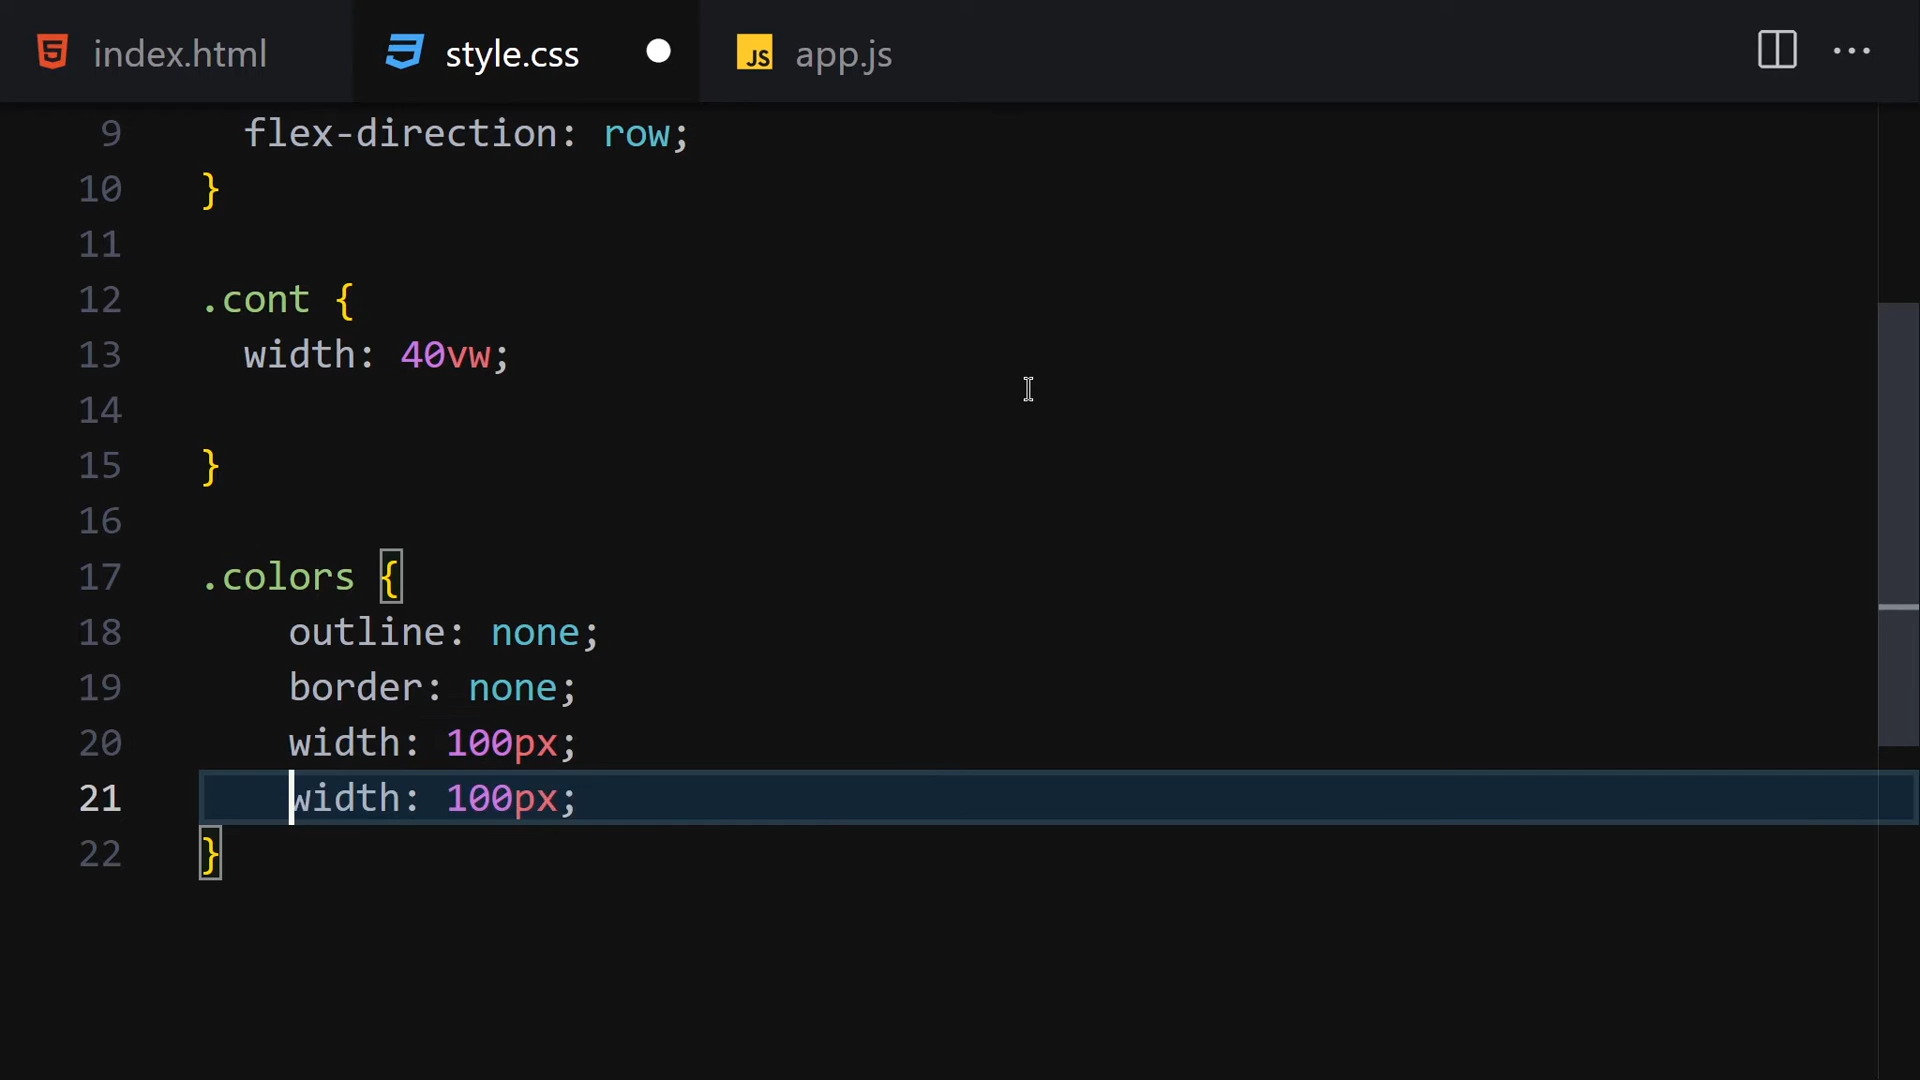 index.html style.css app.js
9 flex-direction: row;
10 }
11
12 .cont {
13 width: 40vw;
14
15 }
16
17 .colors {
18 outline: none;
19 border: none;
20 width: 100px;
21 width: 100px;
22 }